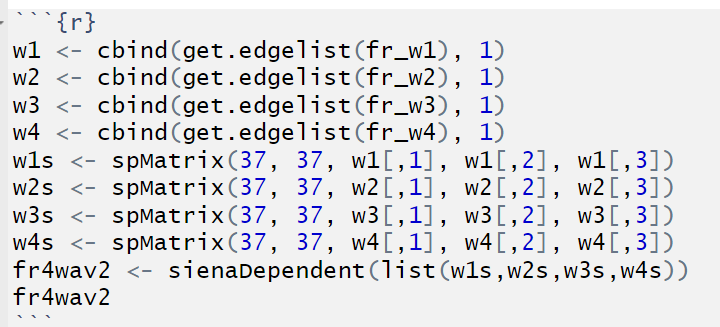 ```{r}
w1 <- cbind(get.edgelist(fr_w1), 1)
w2 <- cbind(get.edgelist(fr_w2), 1)
w3 <- cbind(get.edgelist(fr_w3), 1)
w4 <- cbind(get.edgelist(fr_w4), 1)
w1s <- spMatrix(37, 37, w1[,1], w1[,2], w1[,3])
w2s <- spMatrix(37, 37, w2[,1], w2[,2], w2[,3])
w3s <- spMatrix(37, 37, w3[,1], w3[,2], w3[,3])
w4s <- spMatrix(37, 37, w4[,1], w4[,2], w4[,3])
fr4wav2 <- sienaDependent(list(w1s,w2s,w3s,w4s))
fr4wav2
```